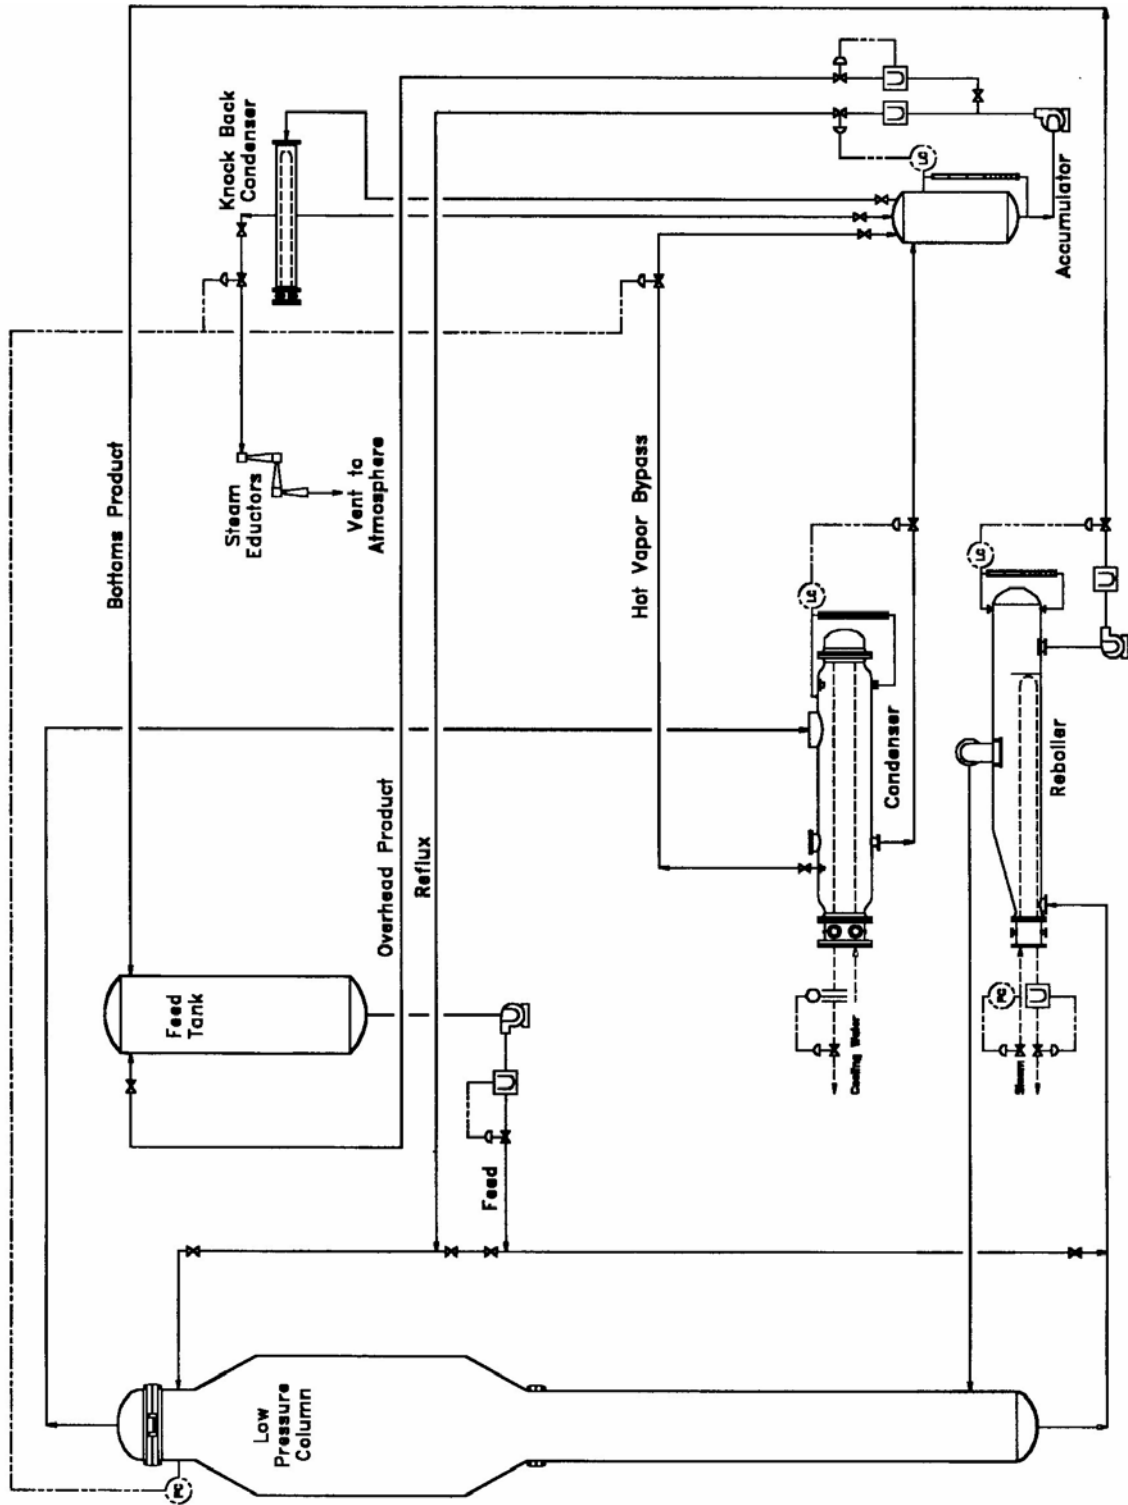 Bottoms Product
Knock Back
Condenser
PC
Feed
Tank
Steam
Eductors
Low
Pressure
Column
Vent to
Atmosphere
Overhead Product
Reflux
Feed
Hot Vapor Bypass
LC
LC
Cooling Water
Condenser
LC
PC
Steam
Reboiler
Accumulator